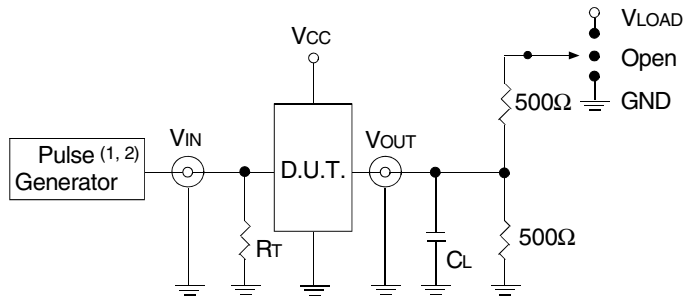 VLOAD
VCC
Open
500Ω
GND
VIN
VOUT
Pulse (1, 2)
Generator
D.U.T.
500Ω
RT
CL